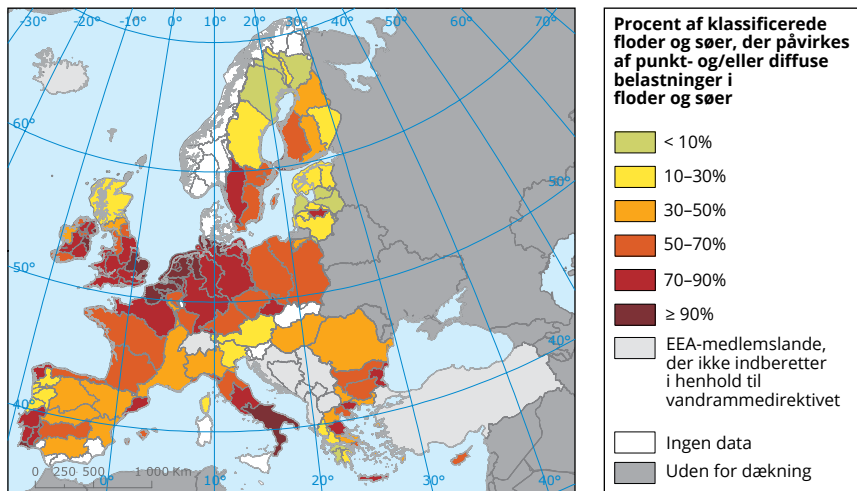 -20° -10° 0° 10° 20° 30° 50° 60° 70°
60°
50°
50°
40°
40°
0 250 500 1 000 Km
0° 10° 20° 30° 40°
Procent af klassificerede
floder og søer, der påvirkes
af punkt- og/eller diffuse
belastninger i
floder og søer
< 10%
10–30%
30–50%
50–70%
70–90%
≥ 90%
EEA-medlemslande,
der ikke indberetter
i henhold til
vandrammedirektivet
Ingen data
Uden for dækning